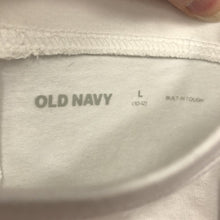 OLD NAVY L BUILT IN TOUGH
(10-12)